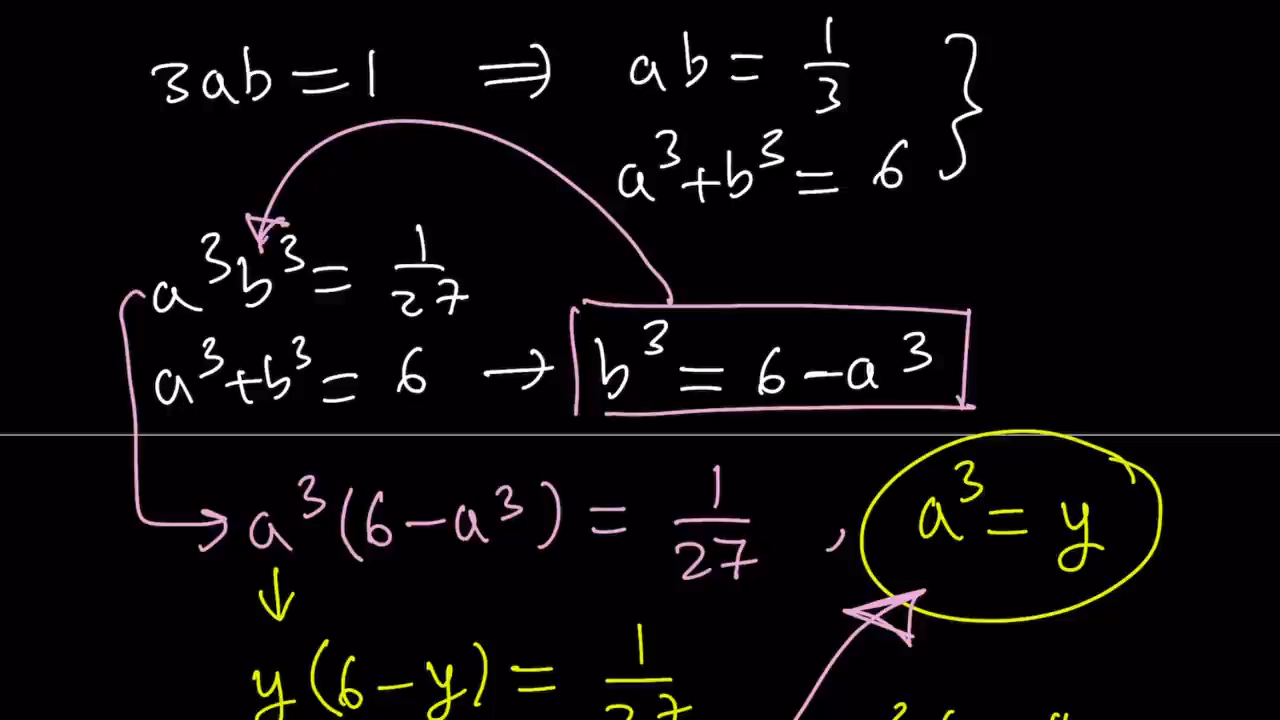 3ab = 1 ⟹ ab = 1/3
a³+b³ = 6
a³b³ = 1/27
a³+b³ = 6 → b³ = 6-a³
a³(6-a³) = 1/27 , a³ = y
y(6-y) = 1/27